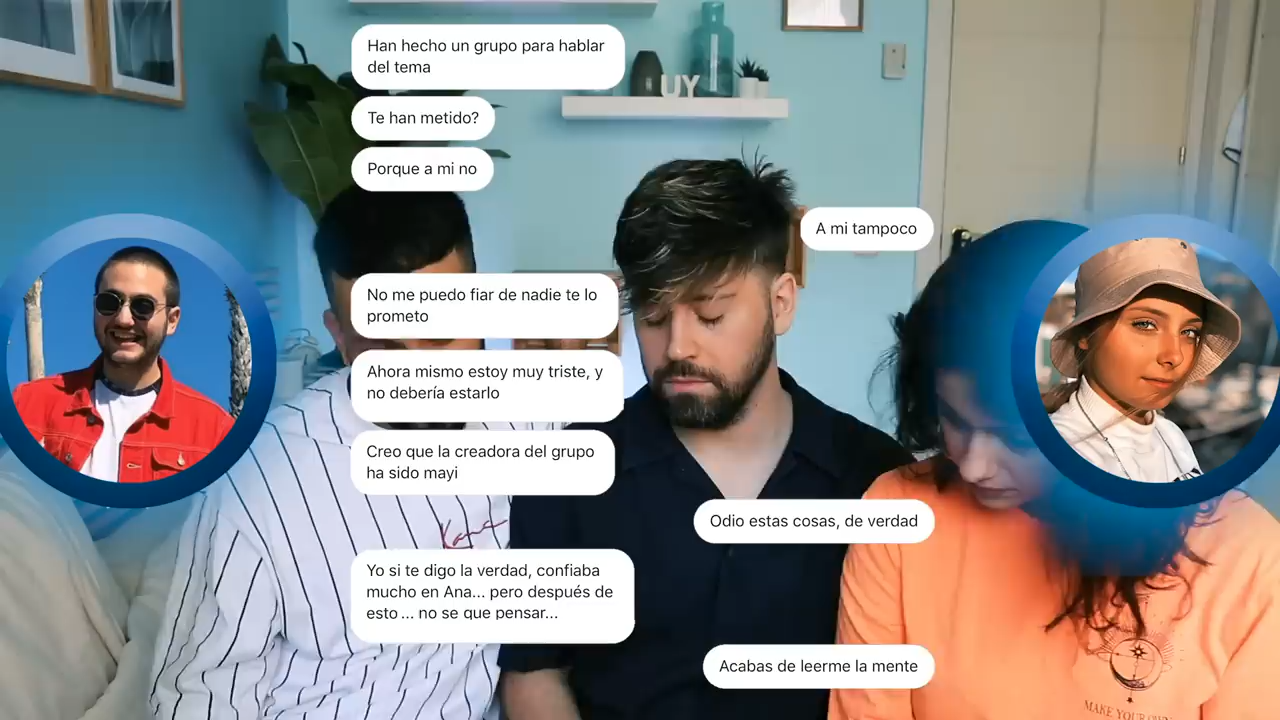 Han hecho un grupo para hablar
del tema
UY
Te han metido?
Porque a mi no
A mi tampoco
No me puedo fiar de nadie te lo
prometo
Ahora mismo estoy muy triste, y
no debería estarlo
Creo que la creadora del grupo
ha sido mayi
Odio estas cosas, de verdad
Yo si te digo la verdad, confiaba
mucho en Ana... pero después de
esto ... no se que pensar...
Acabas de leerme la mente
MAKE YOUR OWN